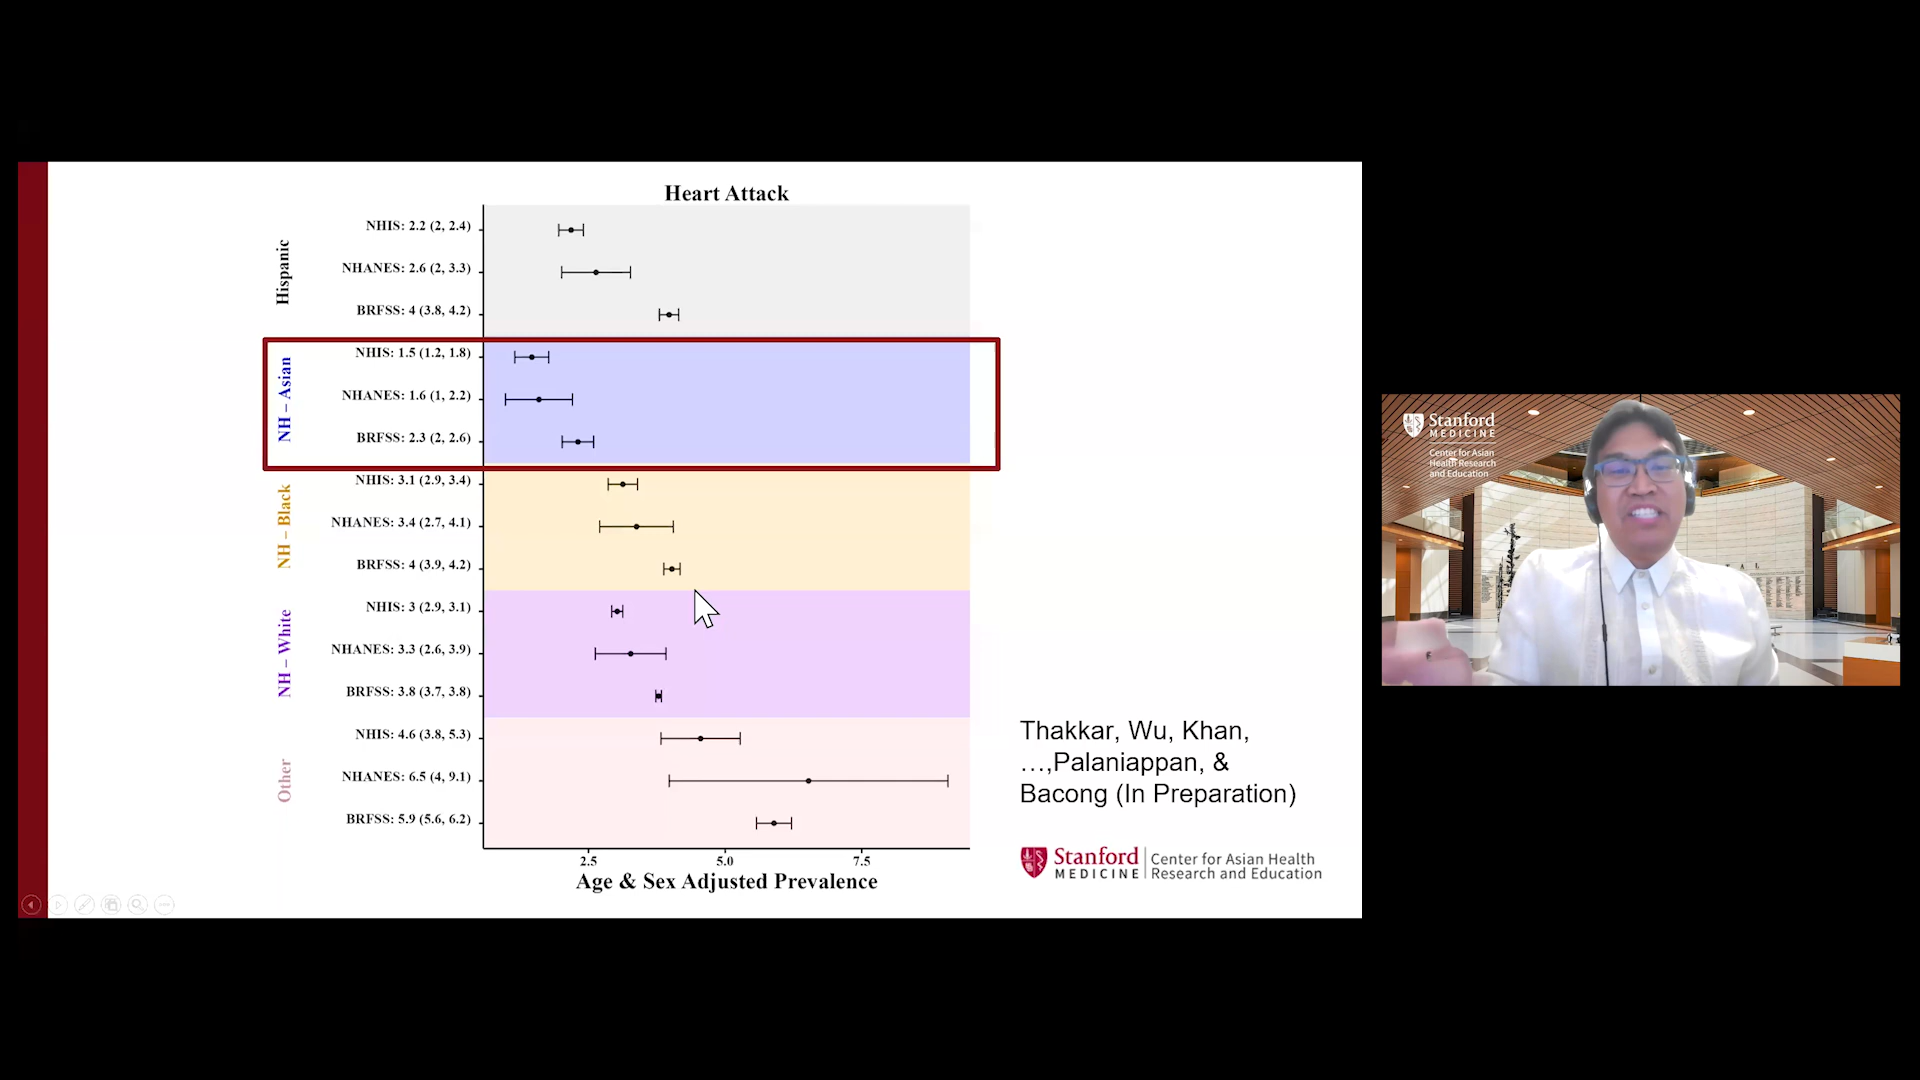 Heart Attack
Hispanic
NHIS: 2.2 (2, 2.4)
NHANES: 2.6 (2, 3.3)
BRFSS: 4 (3.8, 4.2)
NH – Asian
NHIS: 1.5 (1.2, 1.8)
NHANES: 1.6 (1, 2.2)
BRFSS: 2.3 (2, 2.6)
NH – Black
NHIS: 3.1 (2.9, 3.4)
NHANES: 3.4 (2.7, 4.1)
BRFSS: 4 (3.9, 4.2)
NH – White
NHIS: 3 (2.9, 3.1)
NHANES: 3.3 (2.6, 3.9)
BRFSS: 3.8 (3.7, 3.8)
Other
NHIS: 4.6 (3.8, 5.3)
NHANES: 6.5 (4, 9.1)
BRFSS: 5.9 (5.6, 6.2)
2.5 5.0 7.5
Age & Sex Adjusted Prevalence
Thakkar, Wu, Khan,
…,Palaniappan, &
Bacong (In Preparation)
Stanford
MEDICINE
Center for Asian Health
Research and Education
Stanford
MEDICINE
Center for Asian
Health Research
and Education